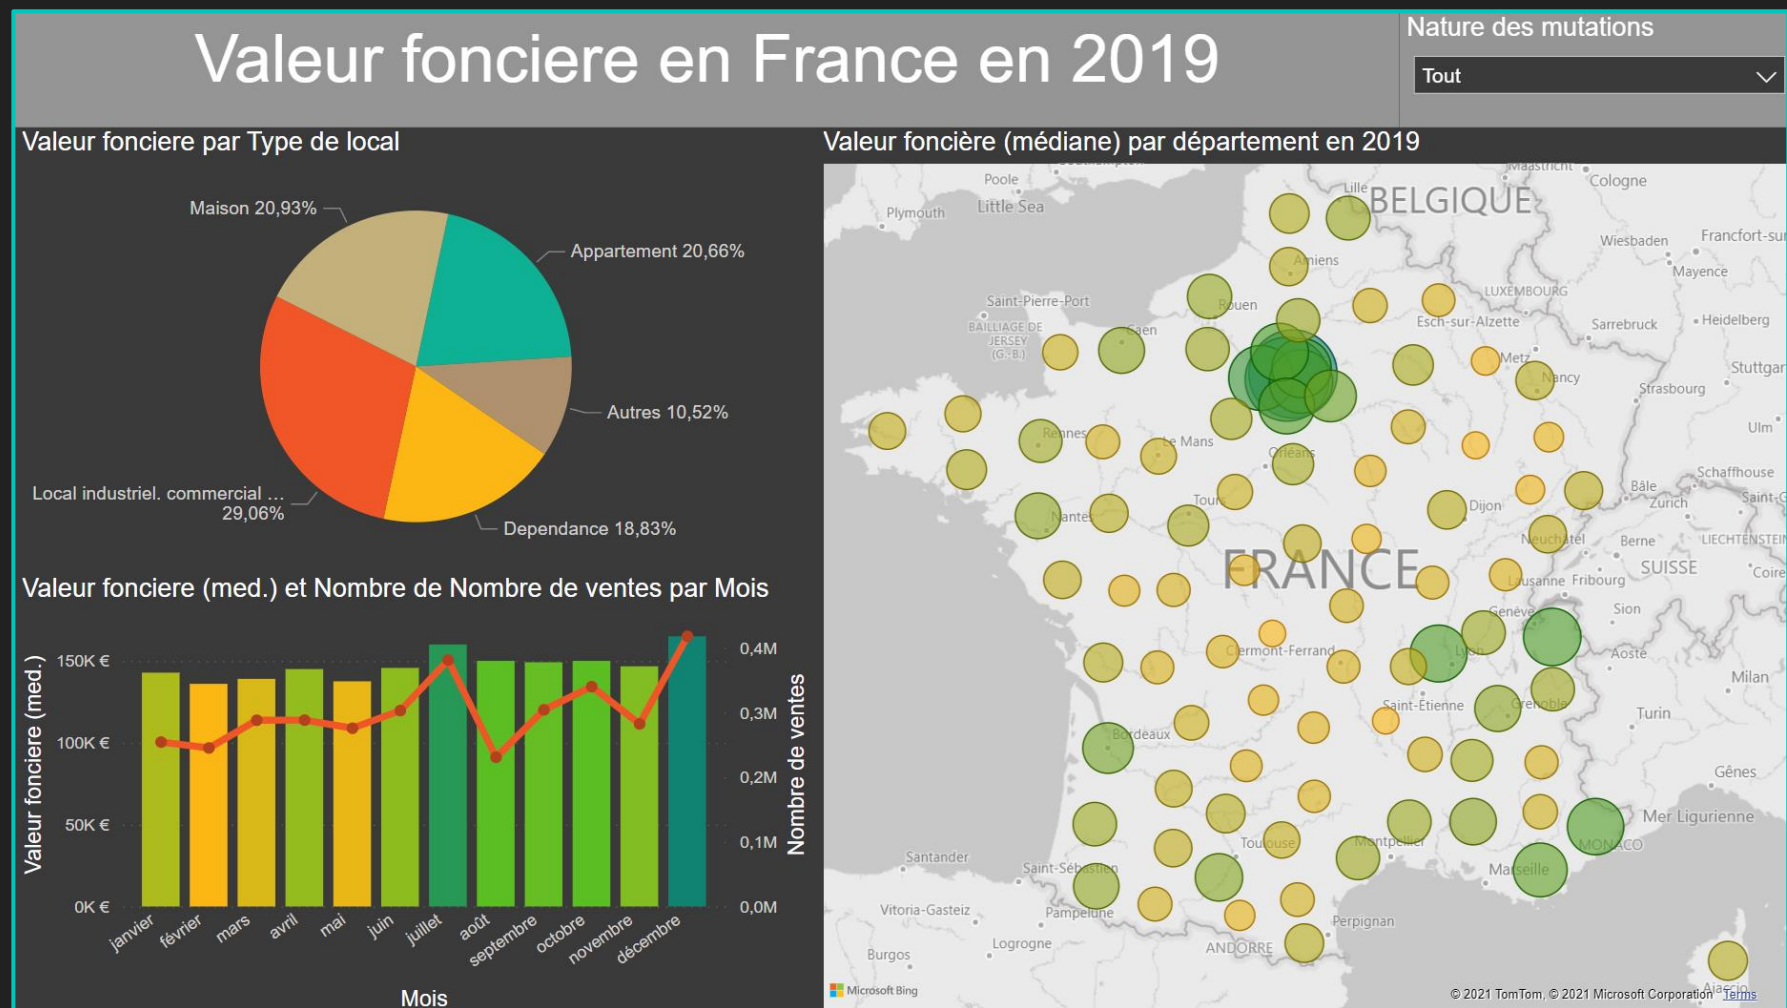 Valeur fonciere en France en 2019
Nature des mutations
Tout
Valeur fonciere par Type de local
Maison 20,93%
Appartement 20,66%
Autres 10,52%
Local industriel. commercial ...
29,06%
Dependance 18,83%
Valeur fonciere (med.) et Nombre de Nombre de ventes par Mois
Valeur fonciere (med.)
150K €
100K €
50K €
0K €
0,4M
0,3M
0,2M
0,1M
0,0M
Nombre de ventes
janvier
février
mars
avril
mai
juin
juillet
août
septembre
octobre
novembre
décembre
Mois
Valeur foncière (médiane) par département en 2019
Maastricht
Cologne
Poole
Little Sea
Plymouth
Lille
BELGIQUE
Wiesbaden
Francfort-sur
Mayence
Amiens
LUXEMBOURG
Saint-Pierre-Port
Rouen
Esch-sur-Alzette
Sarrebruck
Heidelberg
BAILLIAGE DE
JERSEY
(G.-B.)
Caen
Metz
Stuttgar
Nancy
Strasbourg
Ulm
Rennes
Le Mans
Orléans
Schaffhouse
Bâle
Zurich
Saint-G
Tours
Dijon
Nantes
Neuchâtel
Berne
LIECHTENSTEIN
FRANCE
SUISSE
Lausanne
Fribourg
Coire
Genève
Sion
Clermont-Ferrand
Lyon
Aoste
Milan
Saint-Étienne
Grenoble
Turin
Bordeaux
Gênes
Mer Ligurienne
Toulouse
Montpellier
MONACO
Santander
Saint-Sébastien
Marseille
Vitoria-Gasteiz
Pampelune
Perpignan
Logrogne
ANDORRE
Burgos
Ajaccio
Microsoft Bing
© 2021 TomTom, © 2021 Microsoft Corporation Terms